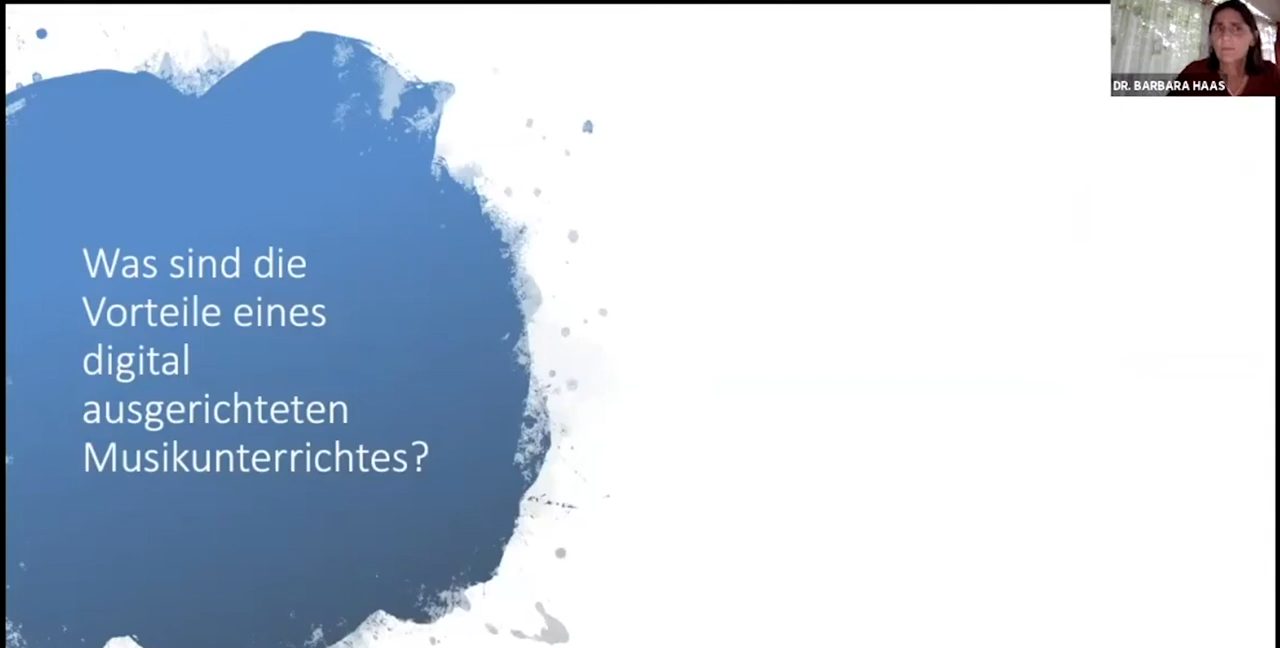 DR. BARBARA HAAS
Was sind die
Vorteile eines
digital
ausgerichteten
Musikunterrichtes?